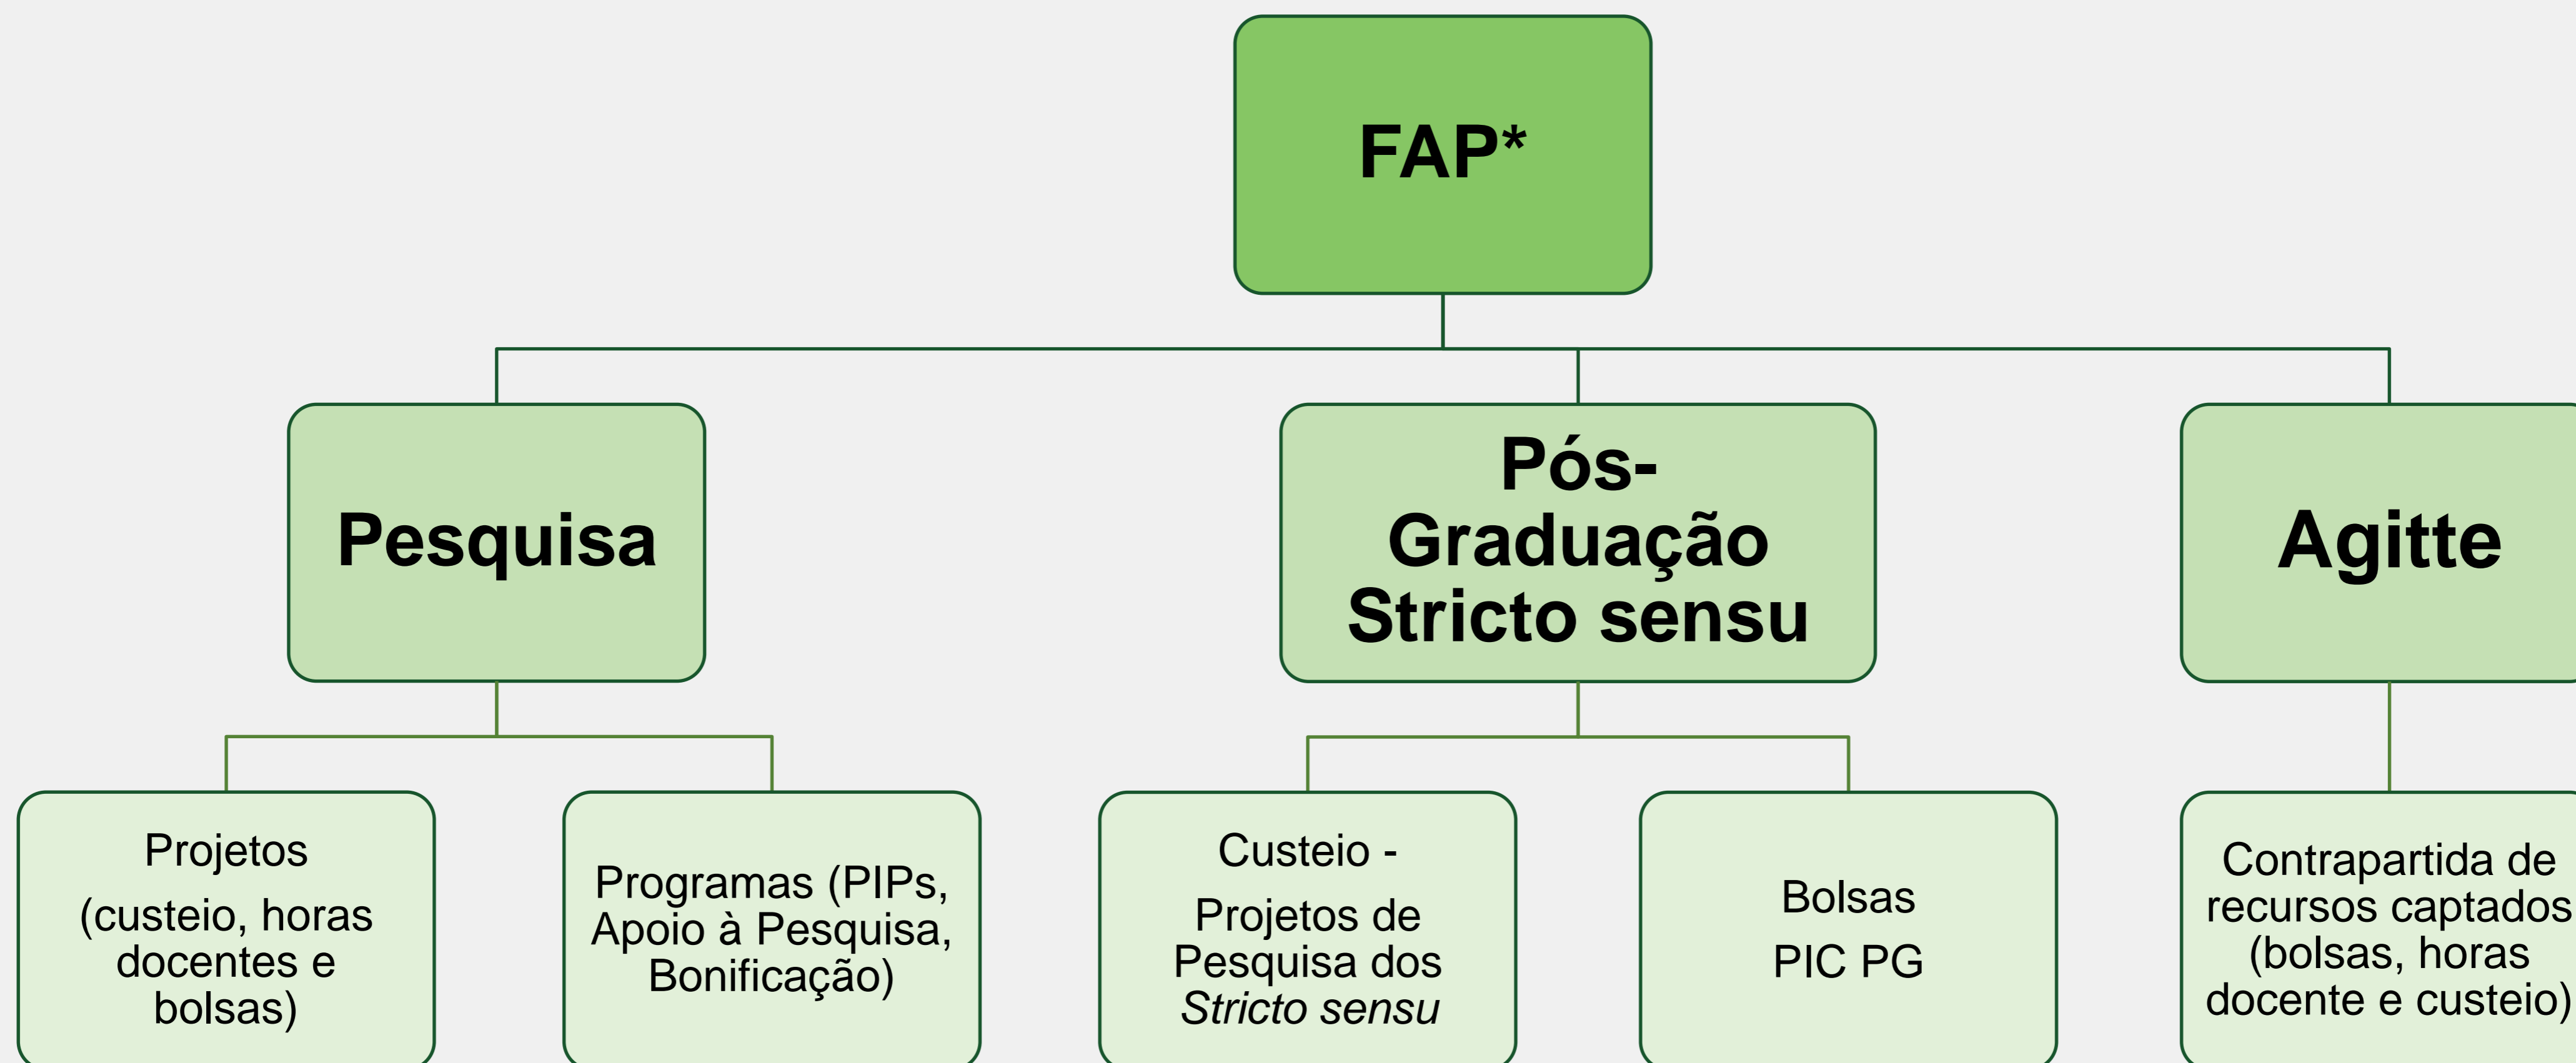 FAP*
Pesquisa
Pós-
Graduação
Stricto sensu
Agitte
Projetos
(custeio, horas
docentes e
bolsas)
Programas (PIPs,
Apoio à Pesquisa,
Bonificação)
Custeio -
Projetos de
Pesquisa dos
Stricto sensu
Bolsas
PIC PG
Contrapartida de
recursos captados
(bolsas, horas
docente e custeio)